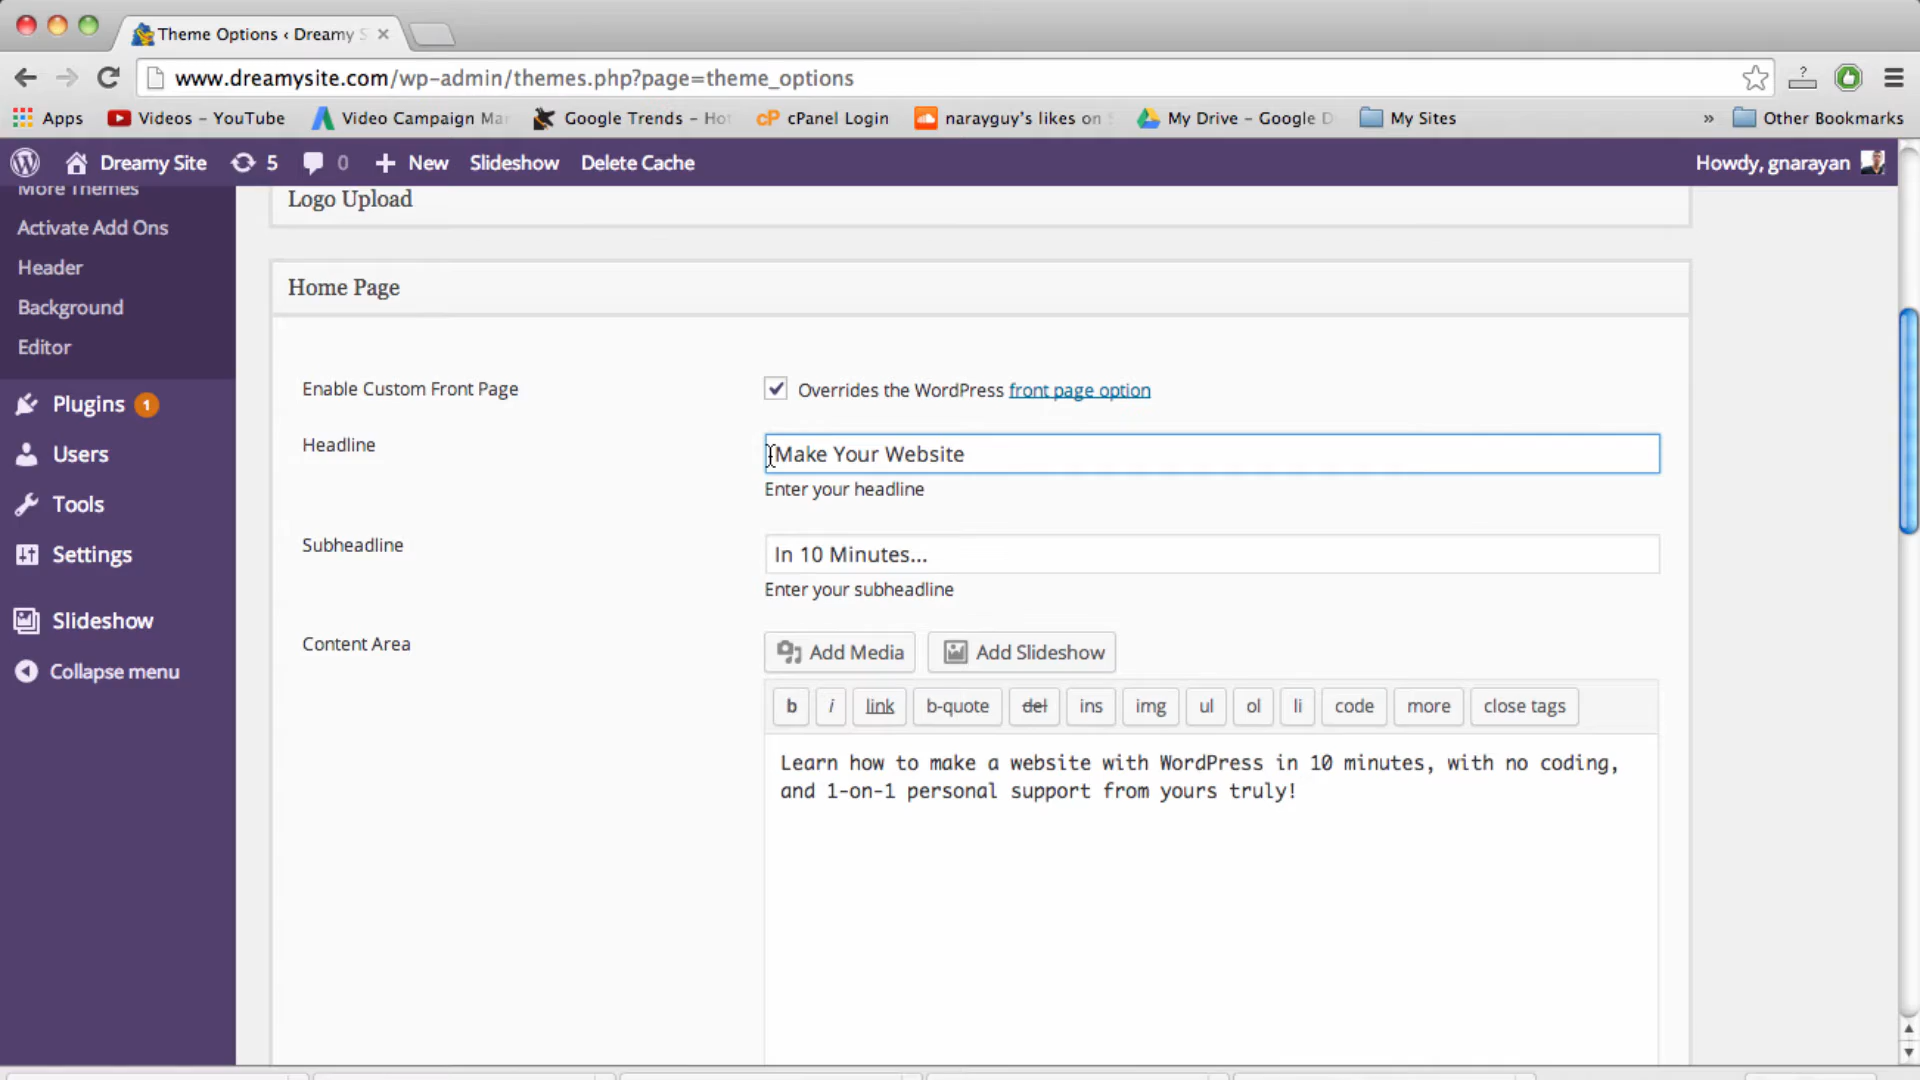 Theme Options ‹ Dreamy S
www.dreamysite.com/wp-admin/themes.php?page=theme_options
Apps Videos - YouTube Video Campaign Ma Google Trends - Ho cPanel Login narayguy's likes on My Drive - Google D My Sites » Other Bookmarks
Dreamy Site 5 0 + New Slideshow Delete Cache Howdy, gnarayan
More Themes
Activate Add Ons
Header
Background
Editor
Plugins 1
Users
Tools
Settings
Slideshow
Collapse menu
Logo Upload
Home Page
Enable Custom Front Page
Overrides the WordPress front page option
Headline
Make Your Website
Enter your headline
Subheadline
In 10 Minutes...
Enter your subheadline
Content Area
Add Media Add Slideshow
b i link b-quote del ins img ul ol li code more close tags
Learn how to make a website with WordPress in 10 minutes, with no coding,
and 1-on-1 personal support from yours truly!